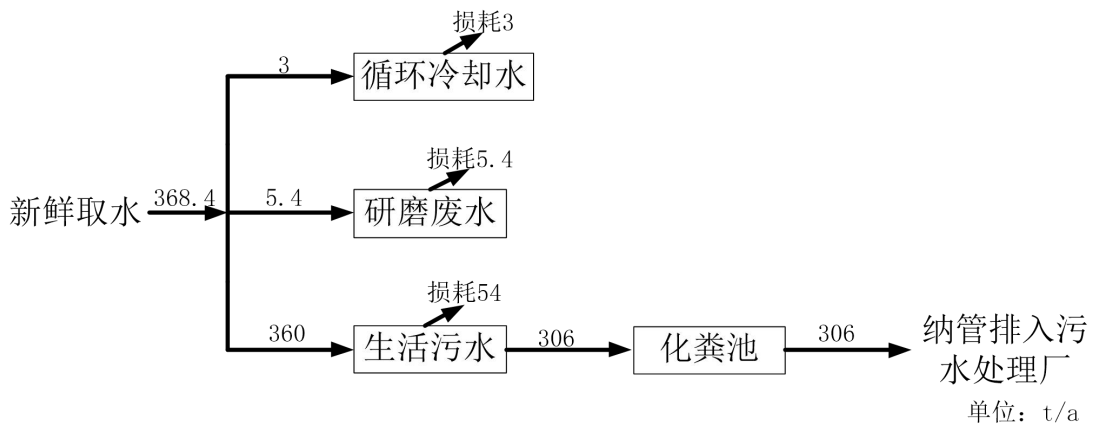 损耗3
3
循环冷却水
损耗5.4
新鲜取水
368.4
5.4
研磨废水
损耗54
360
生活污水
306
化粪池
306
纳管排入污
水处理厂
单位：t/a